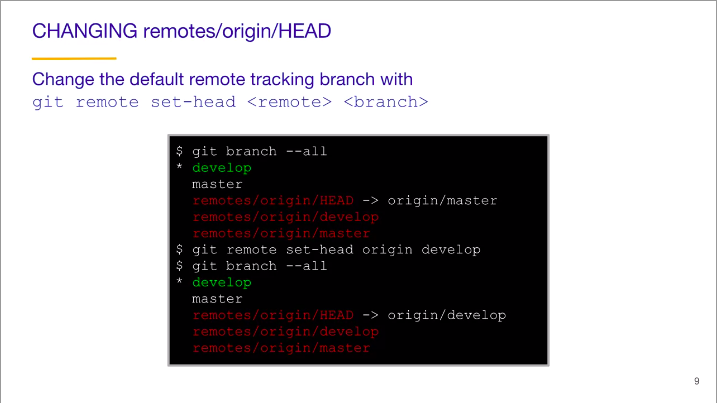 CHANGING remotes/origin/HEAD
Change the default remote tracking branch with
git remote set-head <remote> <branch>
$ git branch --all
* develop
  master
  remotes/origin/HEAD -> origin/master
  remotes/origin/develop
  remotes/origin/master
$ git remote set-head origin develop
$ git branch --all
* develop
  master
  remotes/origin/HEAD -> origin/develop
  remotes/origin/develop
  remotes/origin/master
9